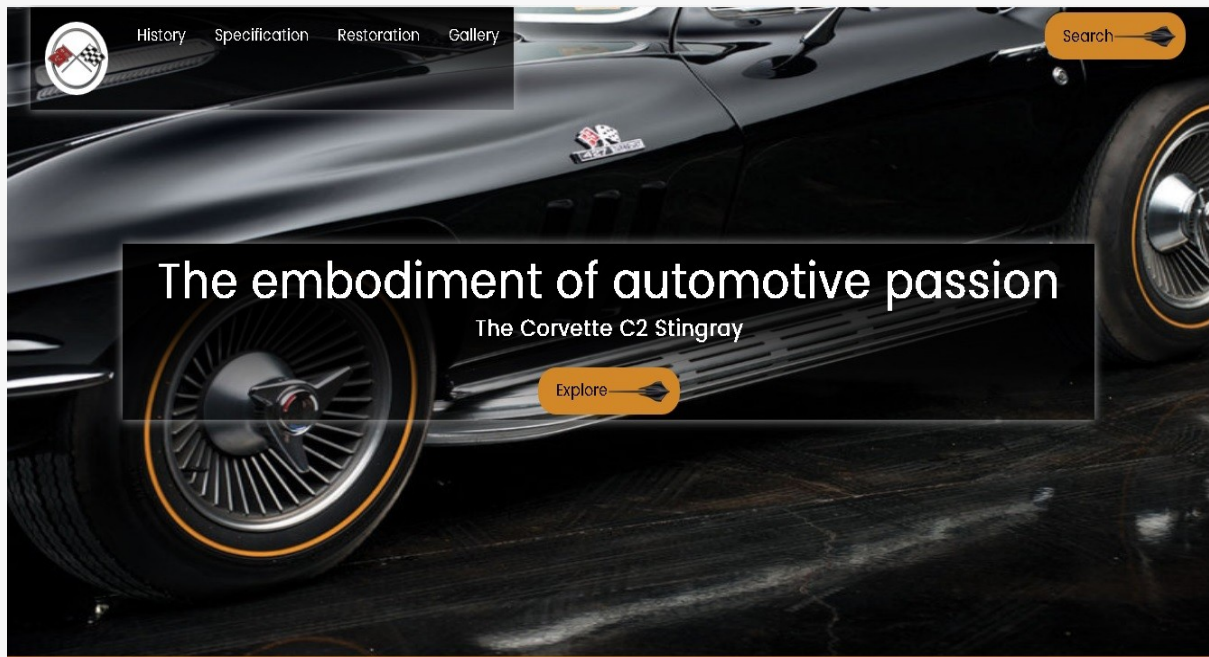 History Specification Restoration Gallery
Search
The embodiment of automotive passion
The Corvette C2 Stingray
Explore